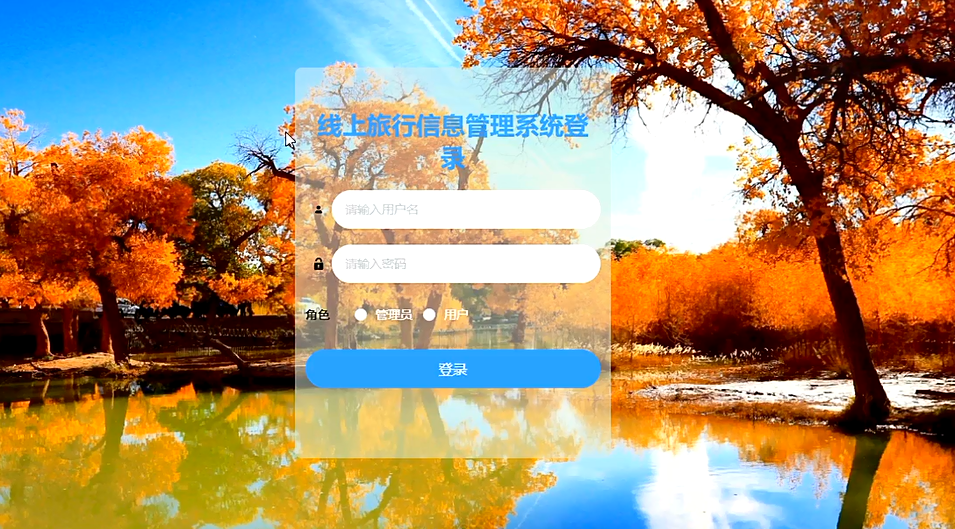 线上旅行信息管理系统登
录
请输入用户名
请输入密码
角色 管理员 用户
登录